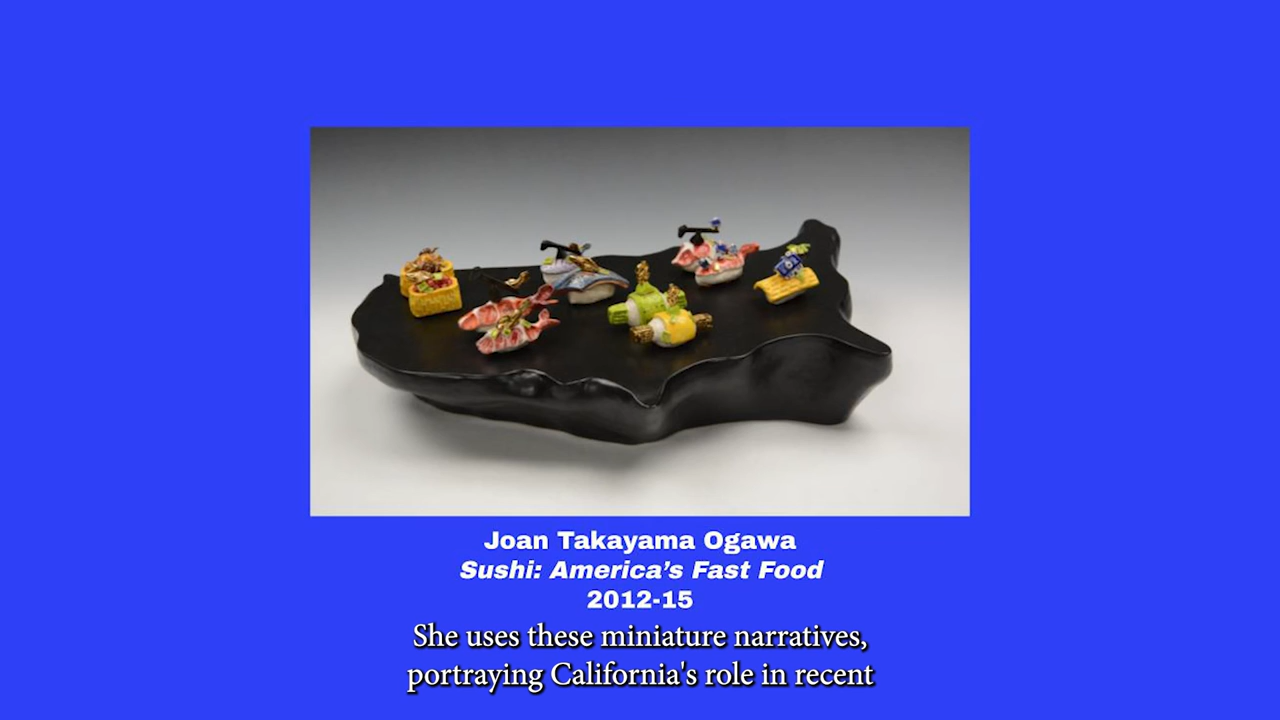 Joan Takayama Ogawa
Sushi: America’s Fast Food
2012-15
She uses these miniature narratives,
portraying California's role in recent